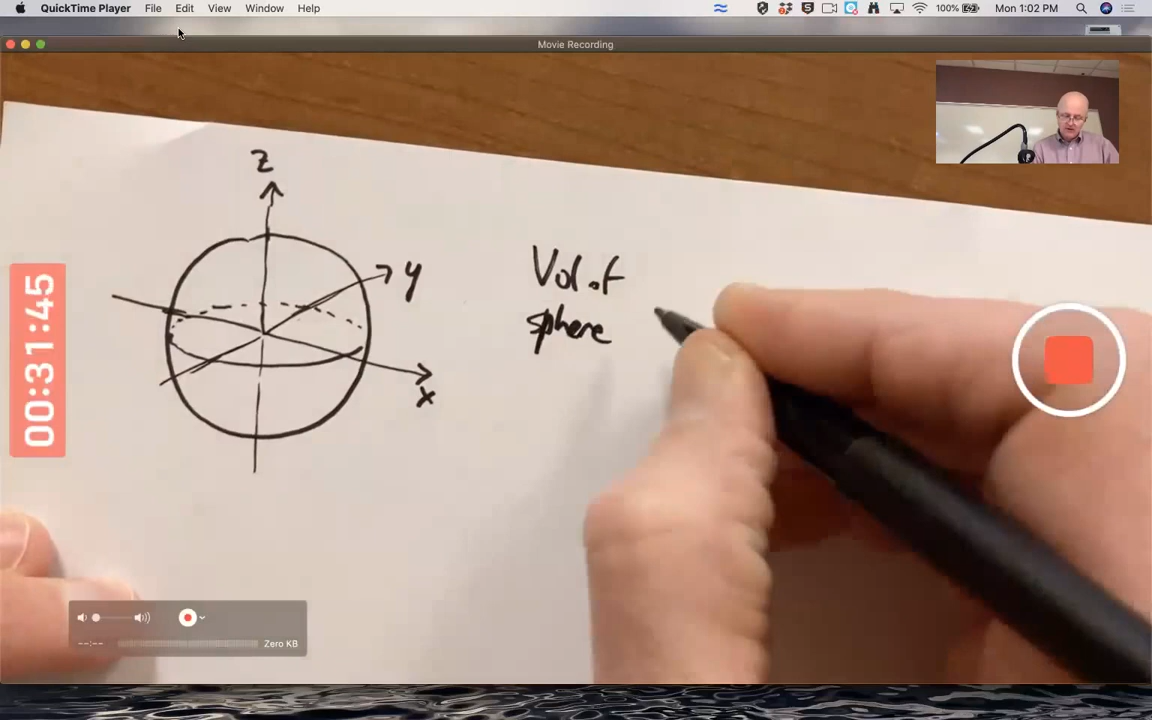 QuickTime Player File Edit View Window Help 100% Mon 1:02 PM
Movie Recording
z
y
x
Vol. of
sphere
00:31:45
--:-- Zero KB